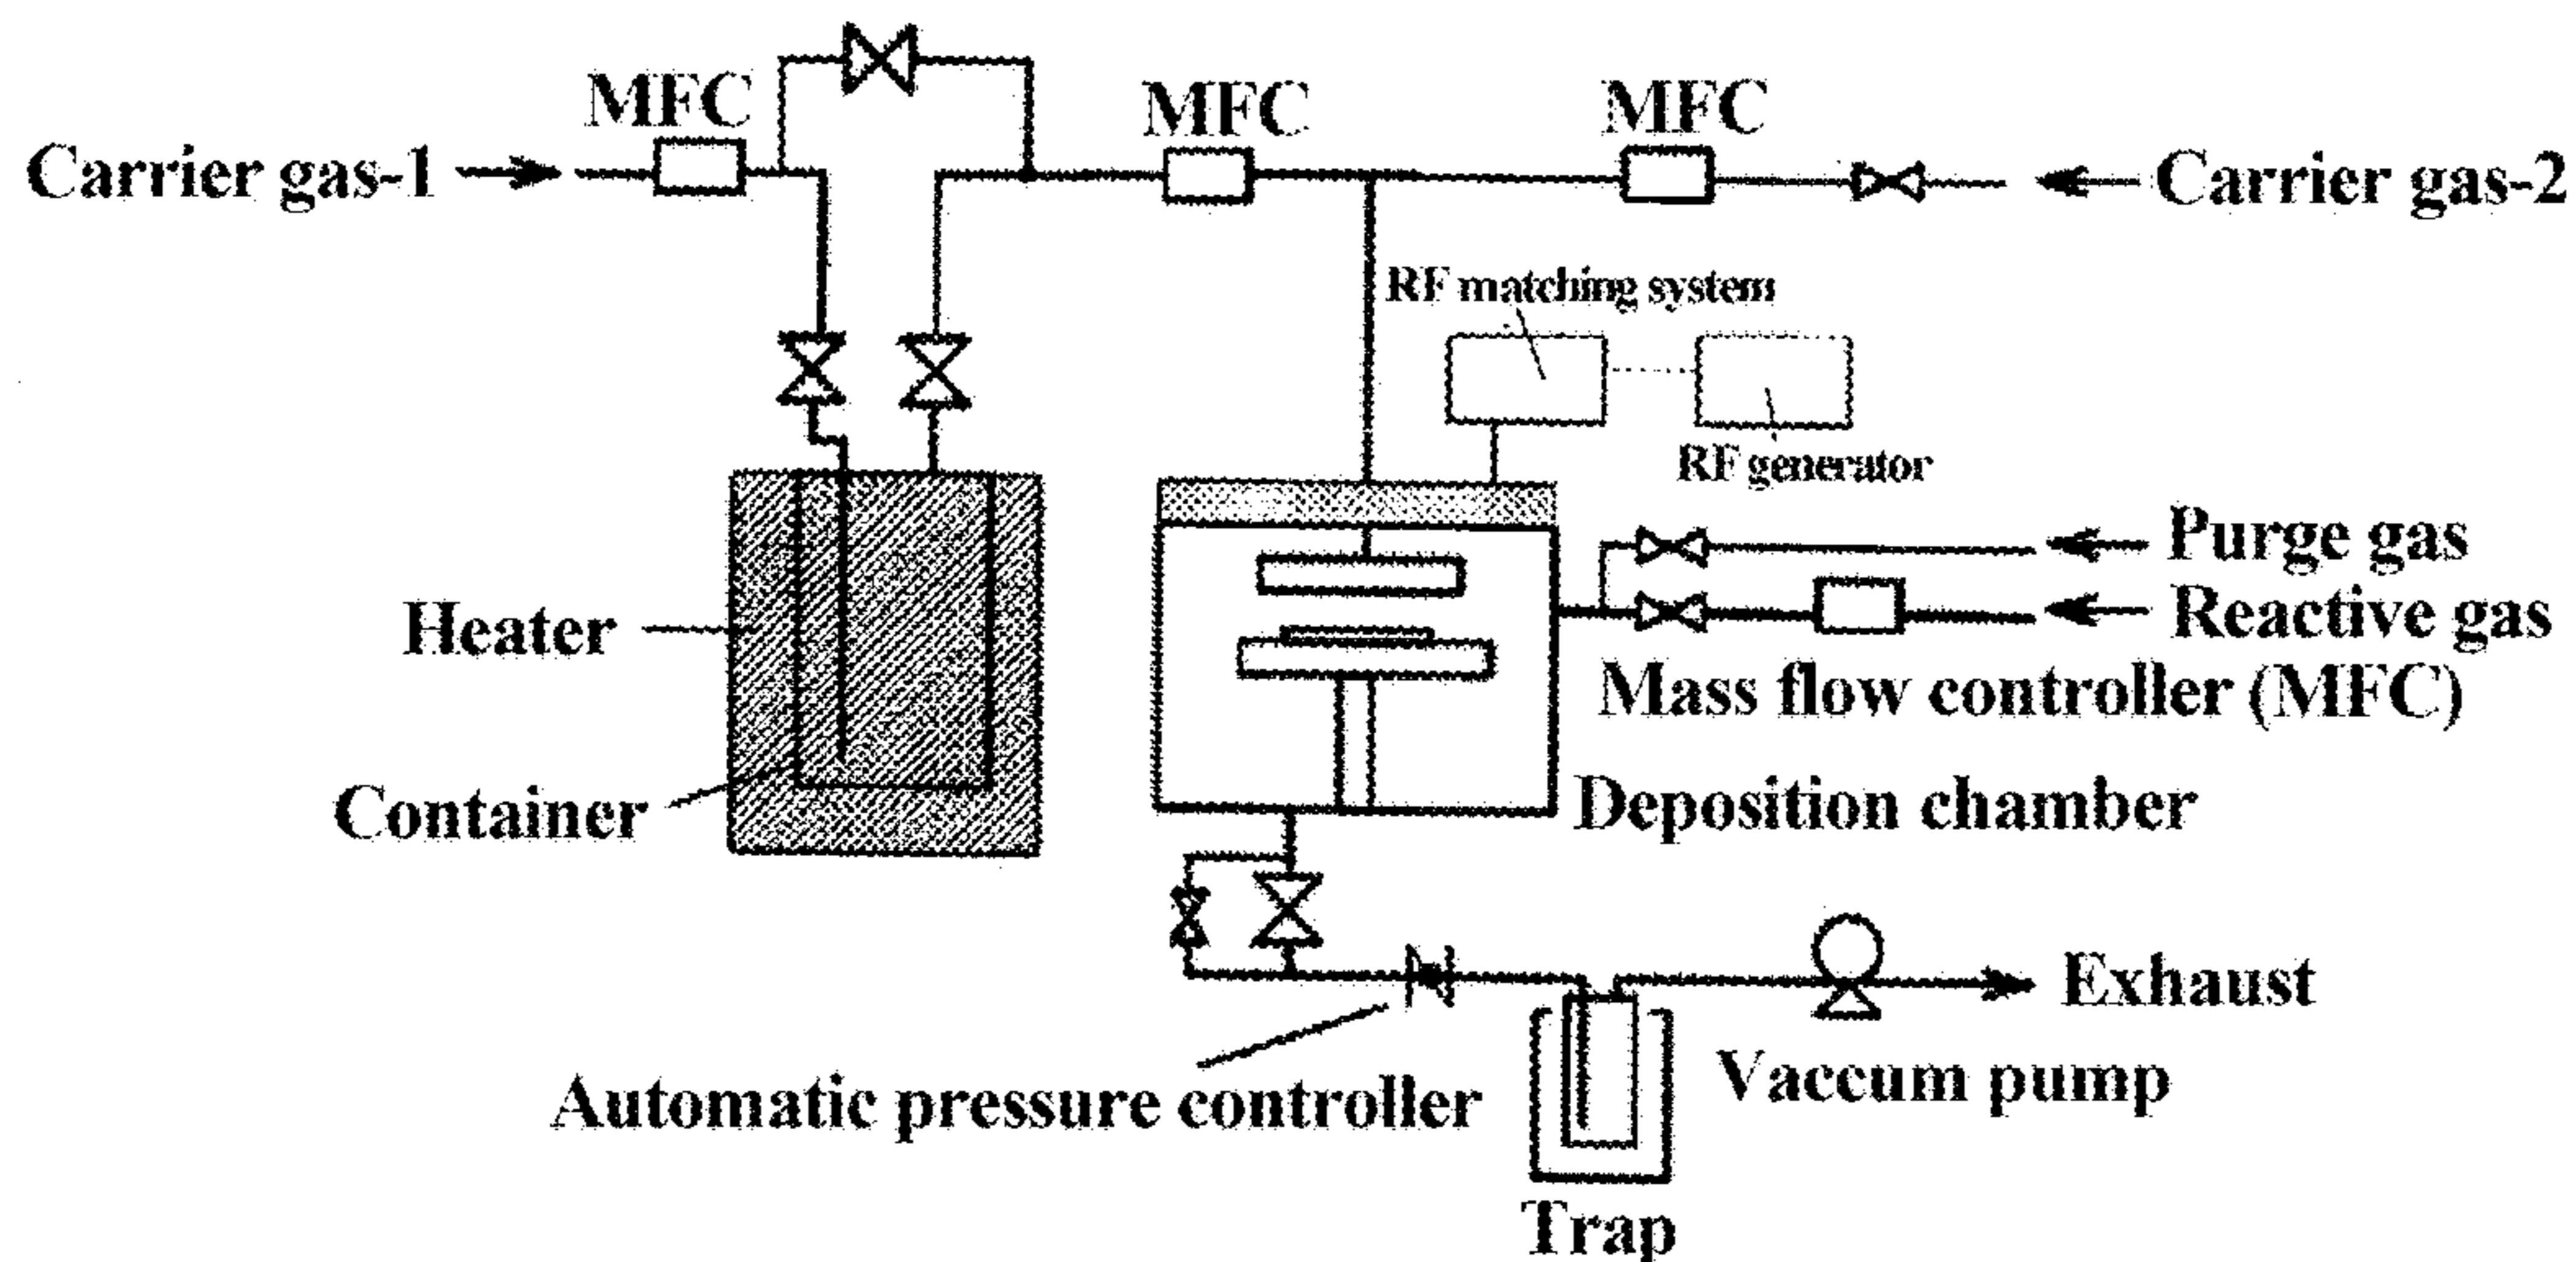 MFC
MFC
MFC
Carrier gas-1
Carrier gas-2
RF matching system
RF generator
Purge gas
Reactive gas
Heater
Mass flow controller (MFC)
Container
Deposition chamber
Exhaust
Automatic pressure controller
Vaccum pump
Trap